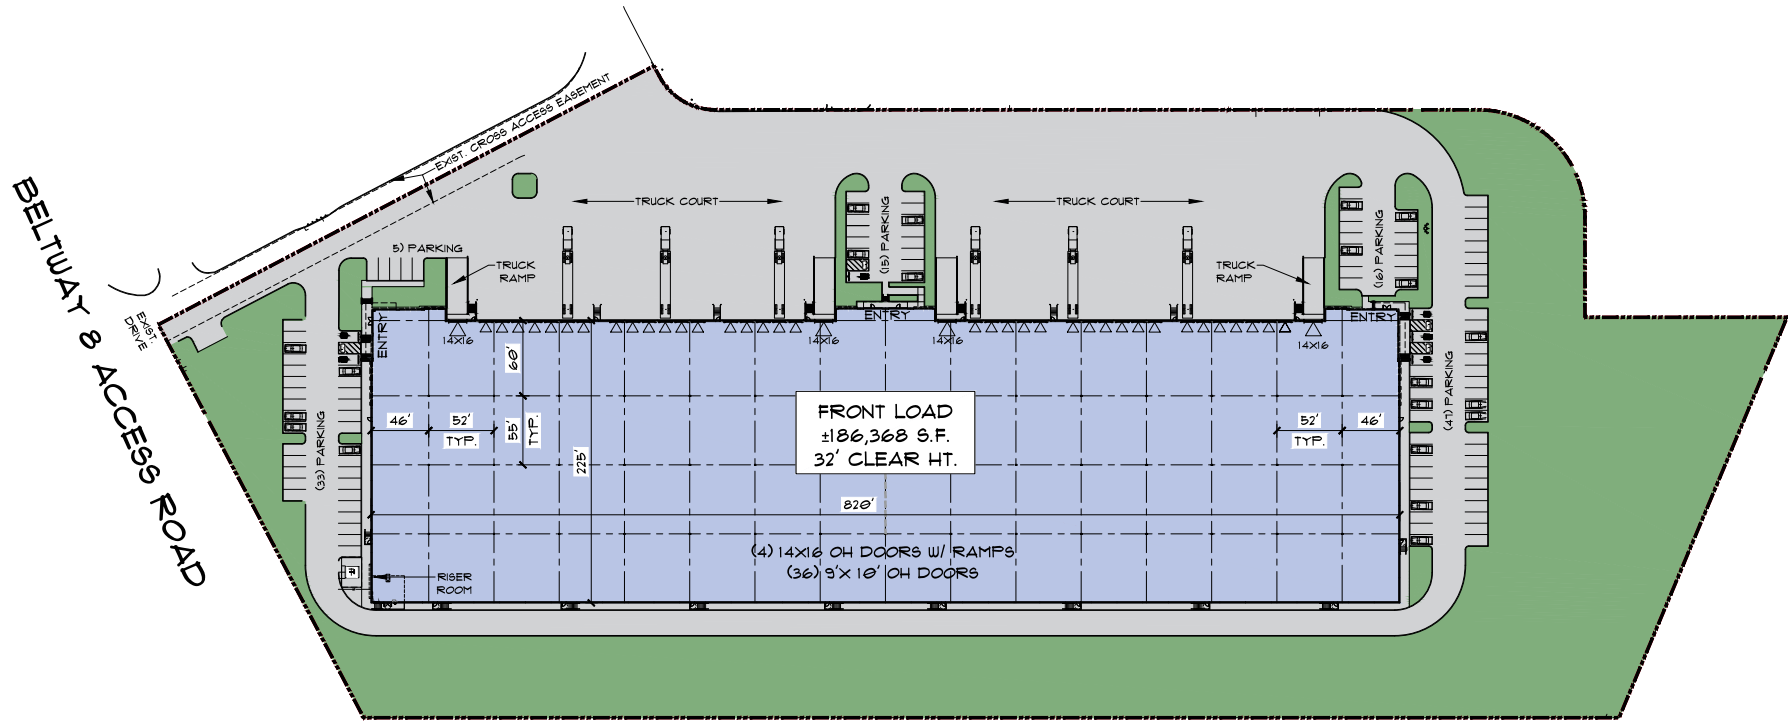 EXIST. CROSS ACCESS EASEMENT
BELTWAY 8 ACCESS ROAD
EXIST.
DRIVE
TRUCK COURT
TRUCK COURT
5) PARKING
(15) PARKING
(16) PARKING
TRUCK
RAMP
TRUCK
RAMP
ENTRY
ENTRY
ENTRY
14X16
14X16
14X16
14X16
60'
46'
52'
TYP.
55'
TYP.
225'
52'
TYP.
46'
FRONT LOAD
±186,368 S.F.
32' CLEAR HT.
820'
(33) PARKING
(47) PARKING
(4) 14X16 OH DOORS W/ RAMPS
(36) 9'X 10' OH DOORS
RISER
ROOM